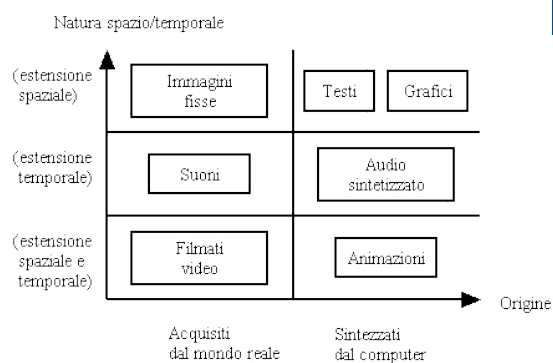 Natura spazio/temporale
(estensione
spaziale)
Immagini
fisse
Testi
Grafici
(estensione
temporale)
Suoni
Audio
sintetizzato
(estensione
spaziale e
temporale)
Filmati
video
Animazioni
Origine
Acquisiti
dal mondo reale
Sintezzati
dal computer